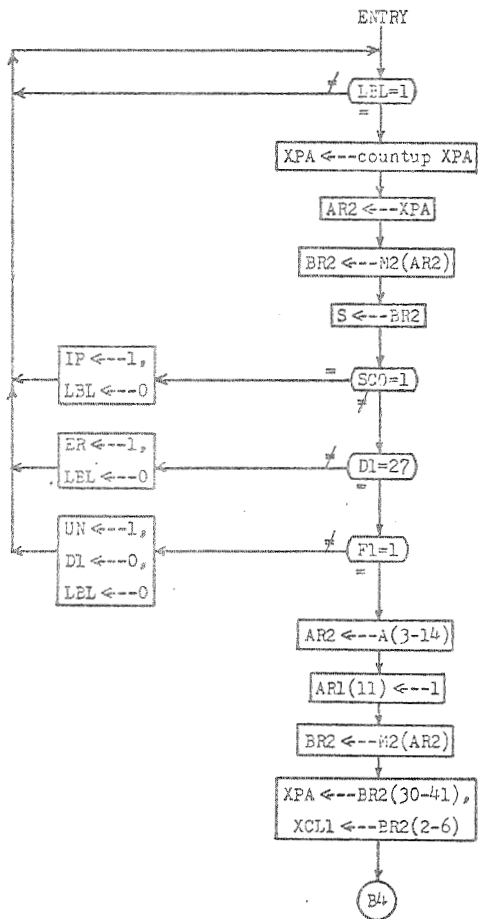 ENTRY
≠
LBL=1
=
XPA <---countup XPA
AR2 <---XPA
BR2 <---M2(AR2)
S <---BR2
IP <--1,
LBL <--0
=
SCO=1
≠
ER <--1,
LBL <--0
≠
D1=27
=
UN <--1,
D1 <--0,
LBL <--0
≠
F1=1
=
AR2 <---A(3-14)
AR1(11) <---1
BR2 <---M2(AR2)
XPA <---BR2(30-41),
XCL1 <---BR2(2-6)
B4